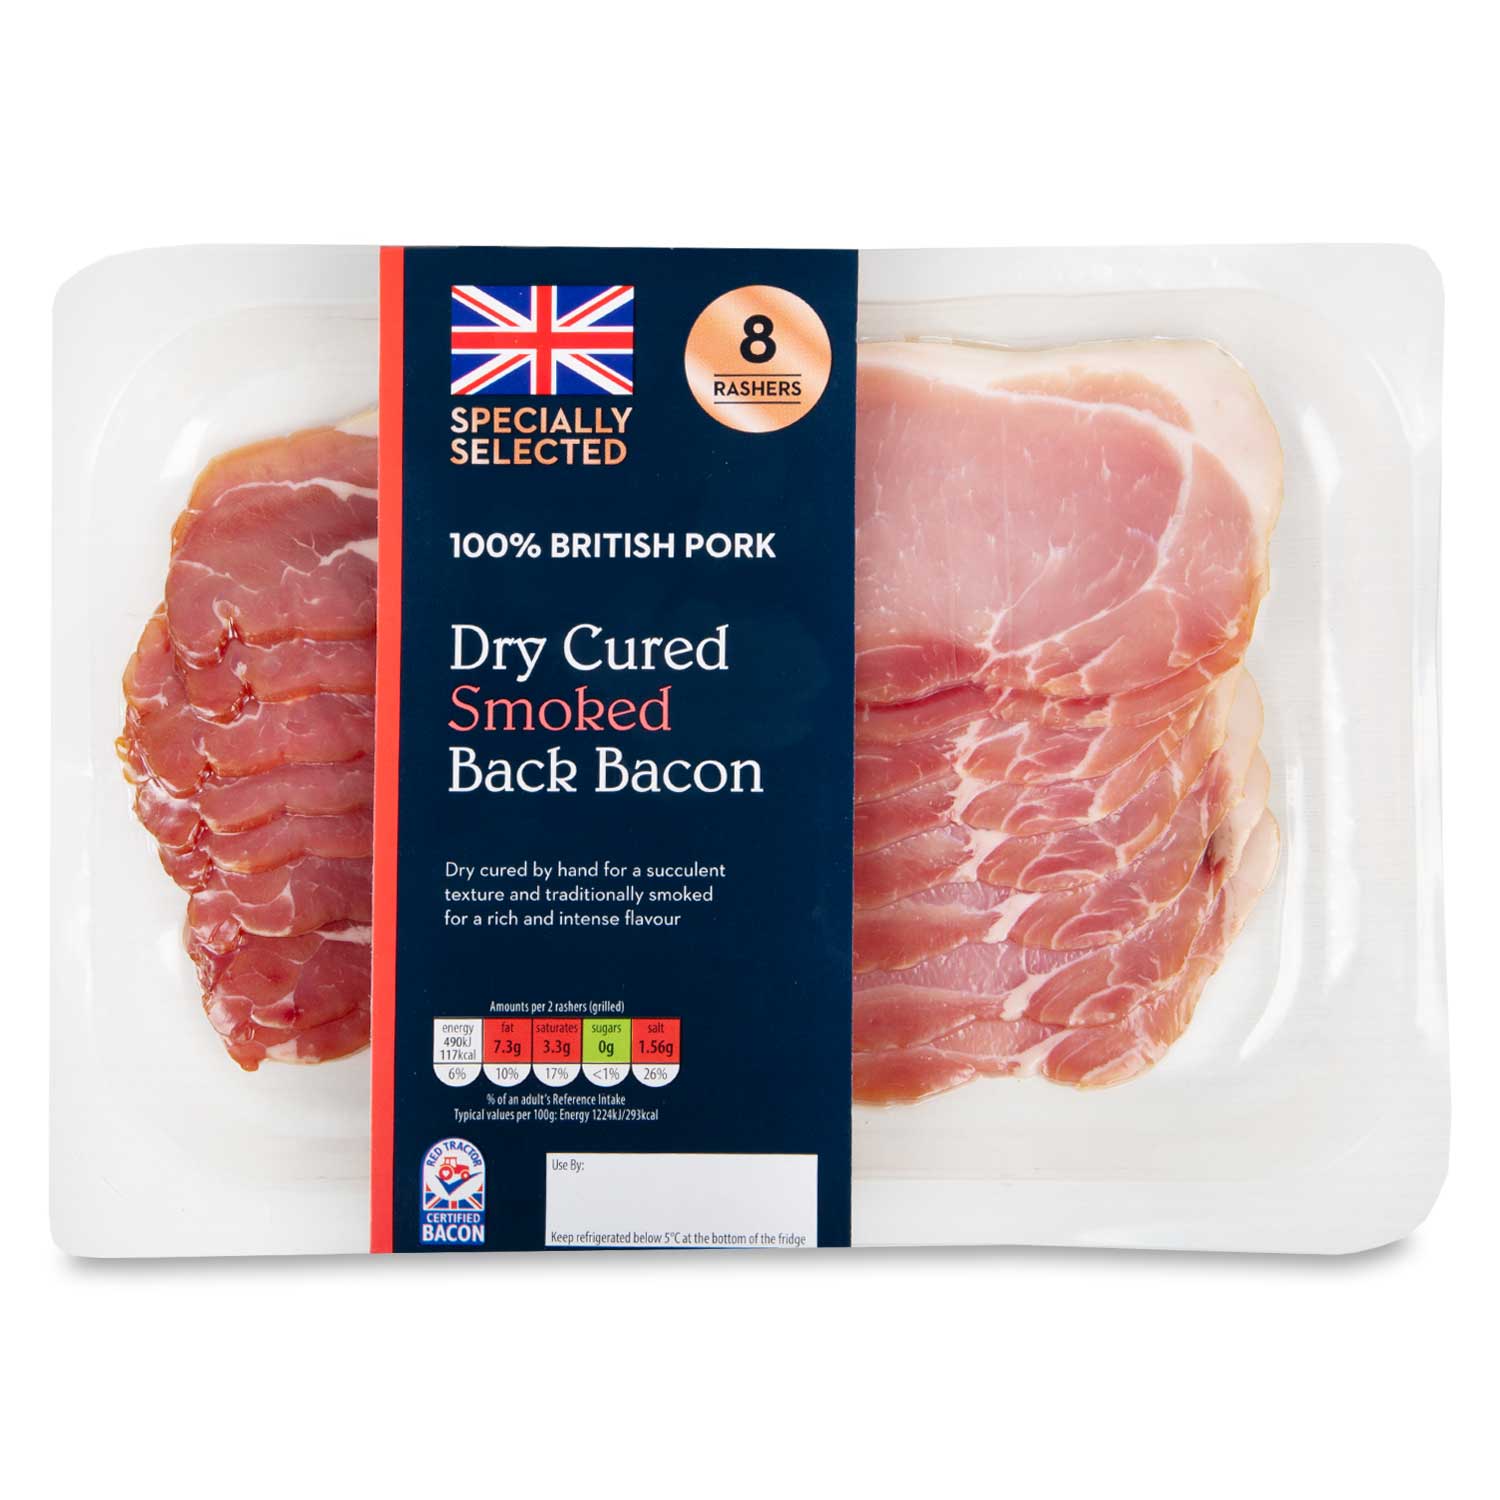 SPECIALLY
SELECTED
8
RASHERS
100% BRITISH PORK
Dry Cured
Smoked
Back Bacon
Dry cured by hand for a succulent
texture and traditionally smoked
for a rich and intense flavour
Amounts per 2 rashers (grilled)
energy fat saturates sugars salt
490kJ 7.3g 3.3g 0g 1.56g
117kcal
6% 10% 17% <1% 26%
% of an adult's Reference Intake
Typical values per 100g: Energy 1224kJ/293kcal
RED TRACTOR
CERTIFIED
BACON
Use By:
Keep refrigerated below 5°C at the bottom of the fridge